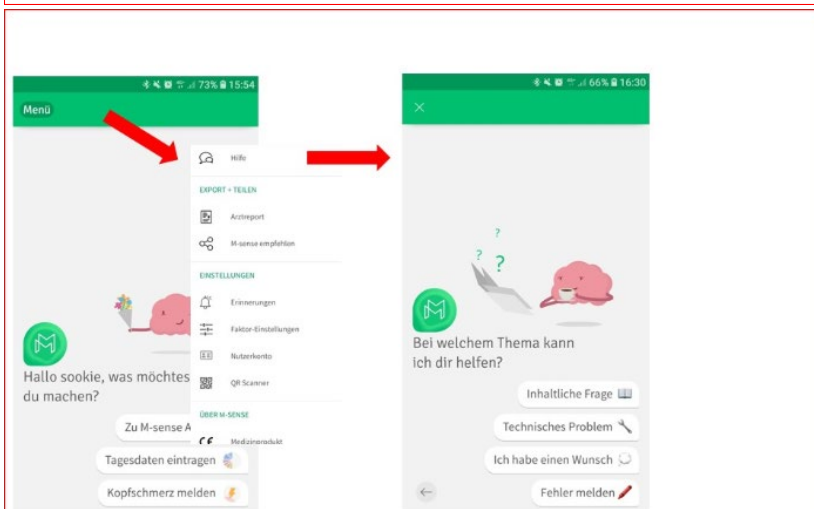 73% 15:54
Menü
Hilfe
EXPORT + TEILEN
Arztreport
M-sense empfehlen
EINSTELLUNGEN
Erinnerungen
Faktor-Einstellungen
Nutzerkonto
QR Scanner
ÜBER M-SENSE
Medizinprodukt
Hallo sookie, was möchtes
du machen?
Zu M-sense A
Tagesdaten eintragen
Kopfschmerz melden
66% 16:30
?
?
?
Bei welchem Thema kann
ich dir helfen?
Inhaltliche Frage
Technisches Problem
Ich habe einen Wunsch
Fehler melden